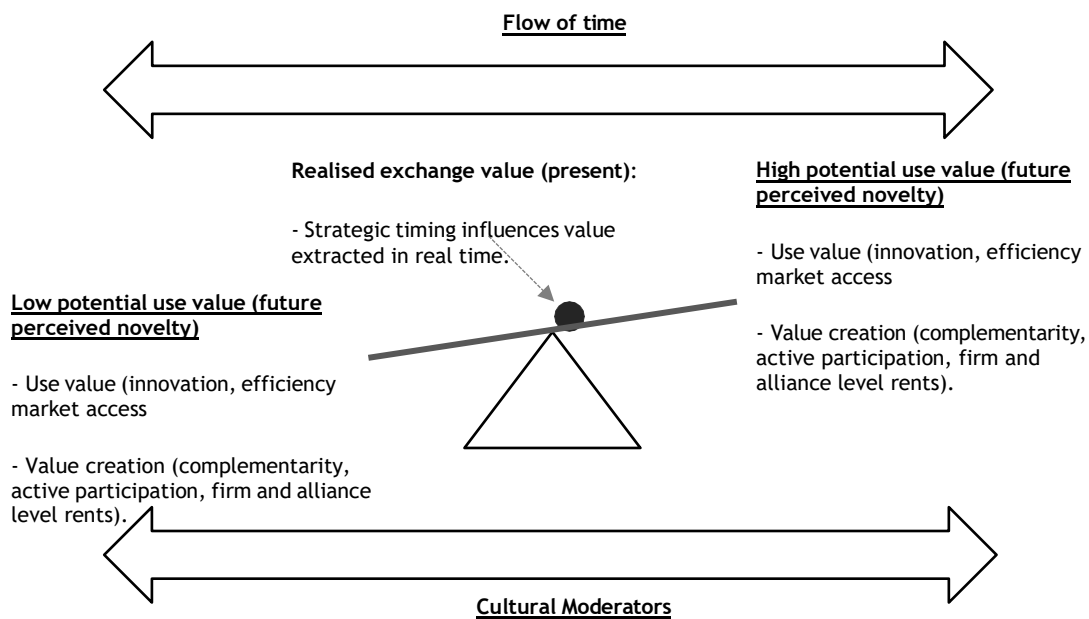 Flow of time
Realised exchange value (present):
- Strategic timing influences value
extracted in real time.
High potential use value (future
perceived novelty)
- Use value (innovation, efficiency
market access
- Value creation (complementarity,
active participation, firm and
alliance level rents).
Low potential use value (future
perceived novelty)
- Use value (innovation, efficiency
market access
- Value creation (complementarity,
active participation, firm and alliance
level rents).
Cultural Moderators